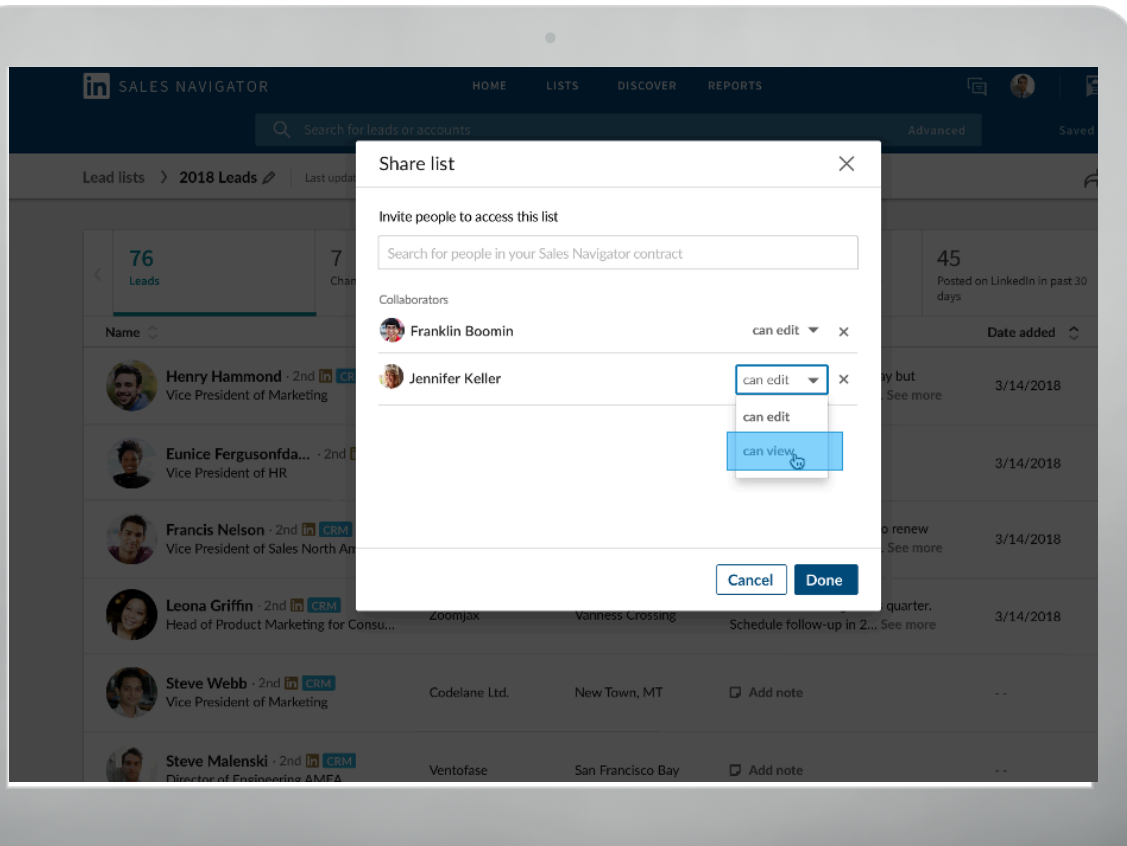 in SALES NAVIGATOR
HOME LISTS DISCOVER REPORTS
Search for leads or accounts
Advanced
Saved
Lead lists > 2018 Leads
Last updat
Share list
Invite people to access this list
Search for people in your Sales Navigator contract
Collaborators
Franklin Boomin can edit
Jennifer Keller can edit
can edit
can view
Cancel Done
76
Leads
7
Chan
45
Posted on LinkedIn in past 30
days
Name Date added
Henry Hammond · 2nd in CR
Vice President of Marketing
ay but
See more
3/14/2018
Eunice Fergusonfda... · 2nd
Vice President of HR
3/14/2018
Francis Nelson · 2nd in CRM
Vice President of Sales North Am
o renew
. See more
3/14/2018
Leona Griffin · 2nd in CRM
Head of Product Marketing for Consu...
Zoomjax
Vanness Crossing
quarter.
Schedule follow-up in 2... See more
3/14/2018
Steve Webb · 2nd in CRM
Vice President of Marketing
Codelane Ltd.
New Town, MT
Add note
- -
Steve Malenski · 2nd in CRM
Director of Engineering AMEA
Ventofase
San Francisco Bay
Add note
- -